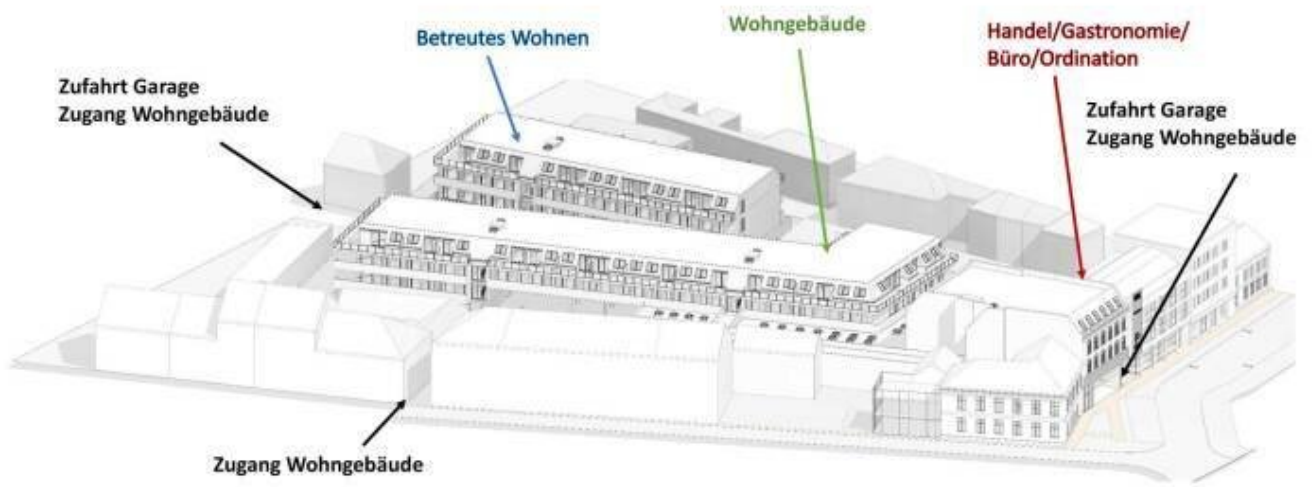 Betreutes Wohnen
Wohngebäude
Handel/Gastronomie/
Büro/Ordination
Zufahrt Garage
Zugang Wohngebäude
Zufahrt Garage
Zugang Wohngebäude
Zugang Wohngebäude